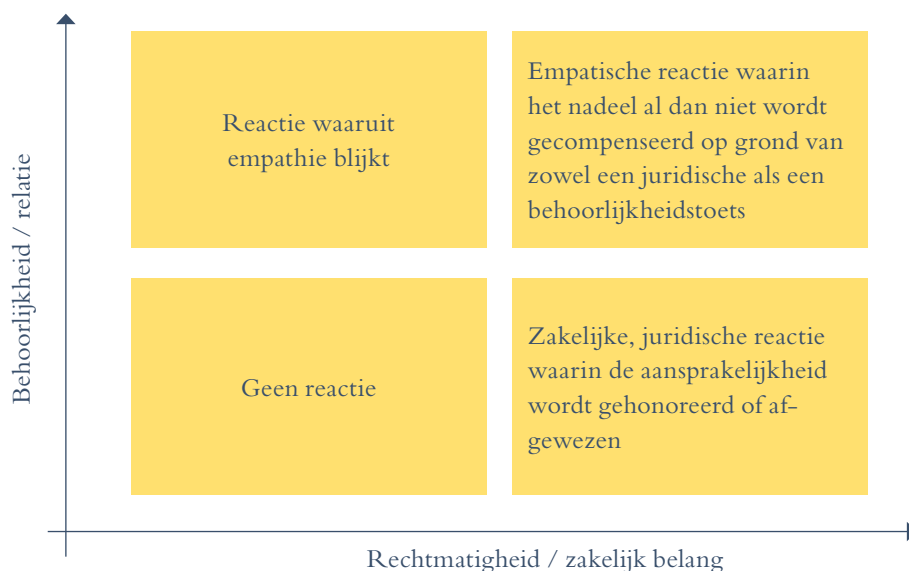 Behoorlijkheid / relatie
Reactie waaruit
empathie blijkt
Empatische reactie waarin
het nadeel al dan niet wordt
gecompenseerd op grond van
zowel een juridische als een
behoorlijkheidstoets
Geen reactie
Zakelijke, juridische reactie
waarin de aansprakelijkheid
wordt gehonoreerd of af-
gewezen
Rechtmatigheid / zakelijk belang